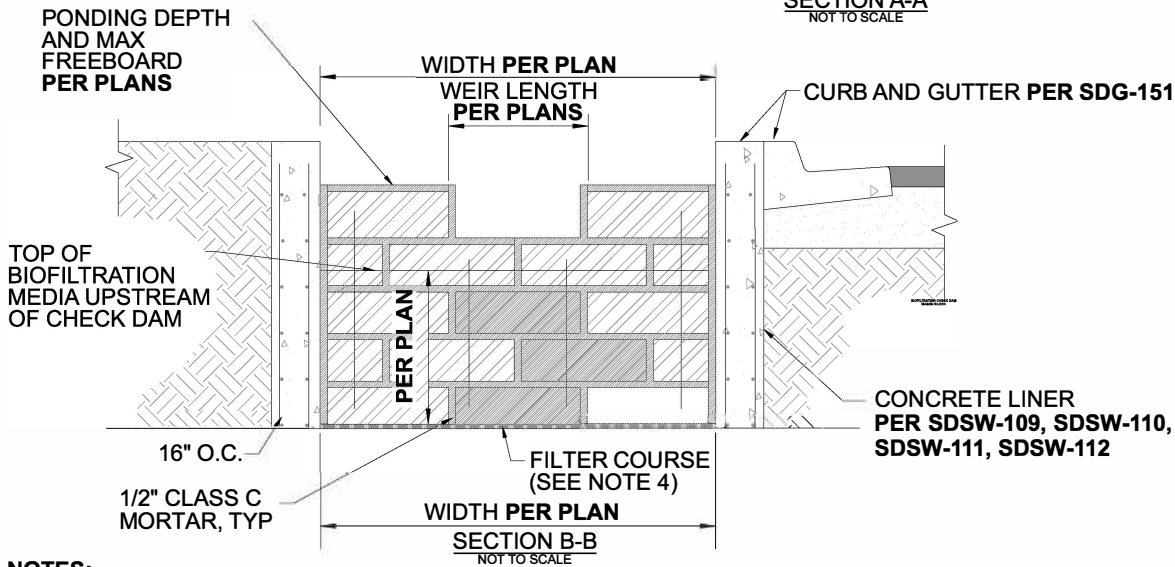 SECTION A-A
NOT TO SCALE
PONDING DEPTH
AND MAX
FREEBOARD
PER PLANS
WIDTH PER PLAN
WEIR LENGTH
PER PLANS
CURB AND GUTTER PER SDG-151
TOP OF
BIOFILTRATION
MEDIA UPSTREAM
OF CHECK DAM
PER PLAN
BIOFILTRATION CHECK DAM
CONCRETE LINER
PER SDSW-109, SDSW-110,
SDSW-111, SDSW-112
16" O.C.
FILTER COURSE
(SEE NOTE 4)
1/2" CLASS C
MORTAR, TYP
WIDTH PER PLAN
SECTION B-B
NOT TO SCALE
NOTES: